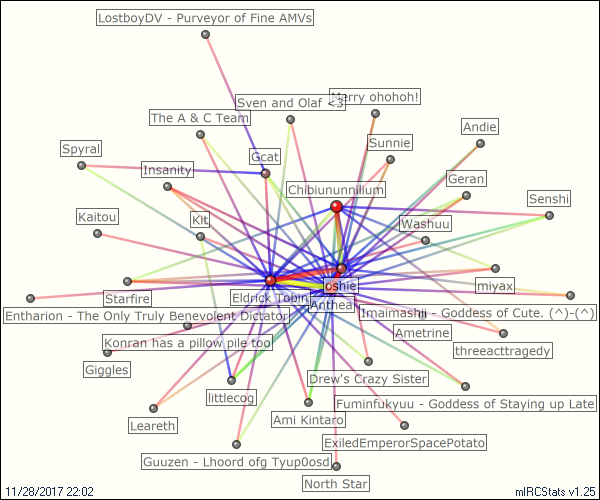 LostboyDV - Purveyor of Fine AMVs
Sven and Olaf <3
Merry ohohoh!
The A & C Team
Andie
Spyral
Gcat
Sunnie
Insanity
Geran
Chibiununnilium
Senshi
Kaitou
Kit
Washuu
Starfire
Eldrick Tobin
Joshie
miyax
Entharion - The Only Truly Benevolent Dictator
Anthea
Imaimashii - Goddess of Cute. (^)-(^)
Konran has a pillow pile too
Ametrine
threeacttragedy
Giggles
Drew's Crazy Sister
littlecog
Fuminfukyuu - Goddess of Staying up Late
Leareth
Ami Kintaro
ExiledEmperorSpacePotato
Guuzen - Lhoord ofg Tyup0osd
North Star
11/28/2017 22:02
mIRCStats v1.25